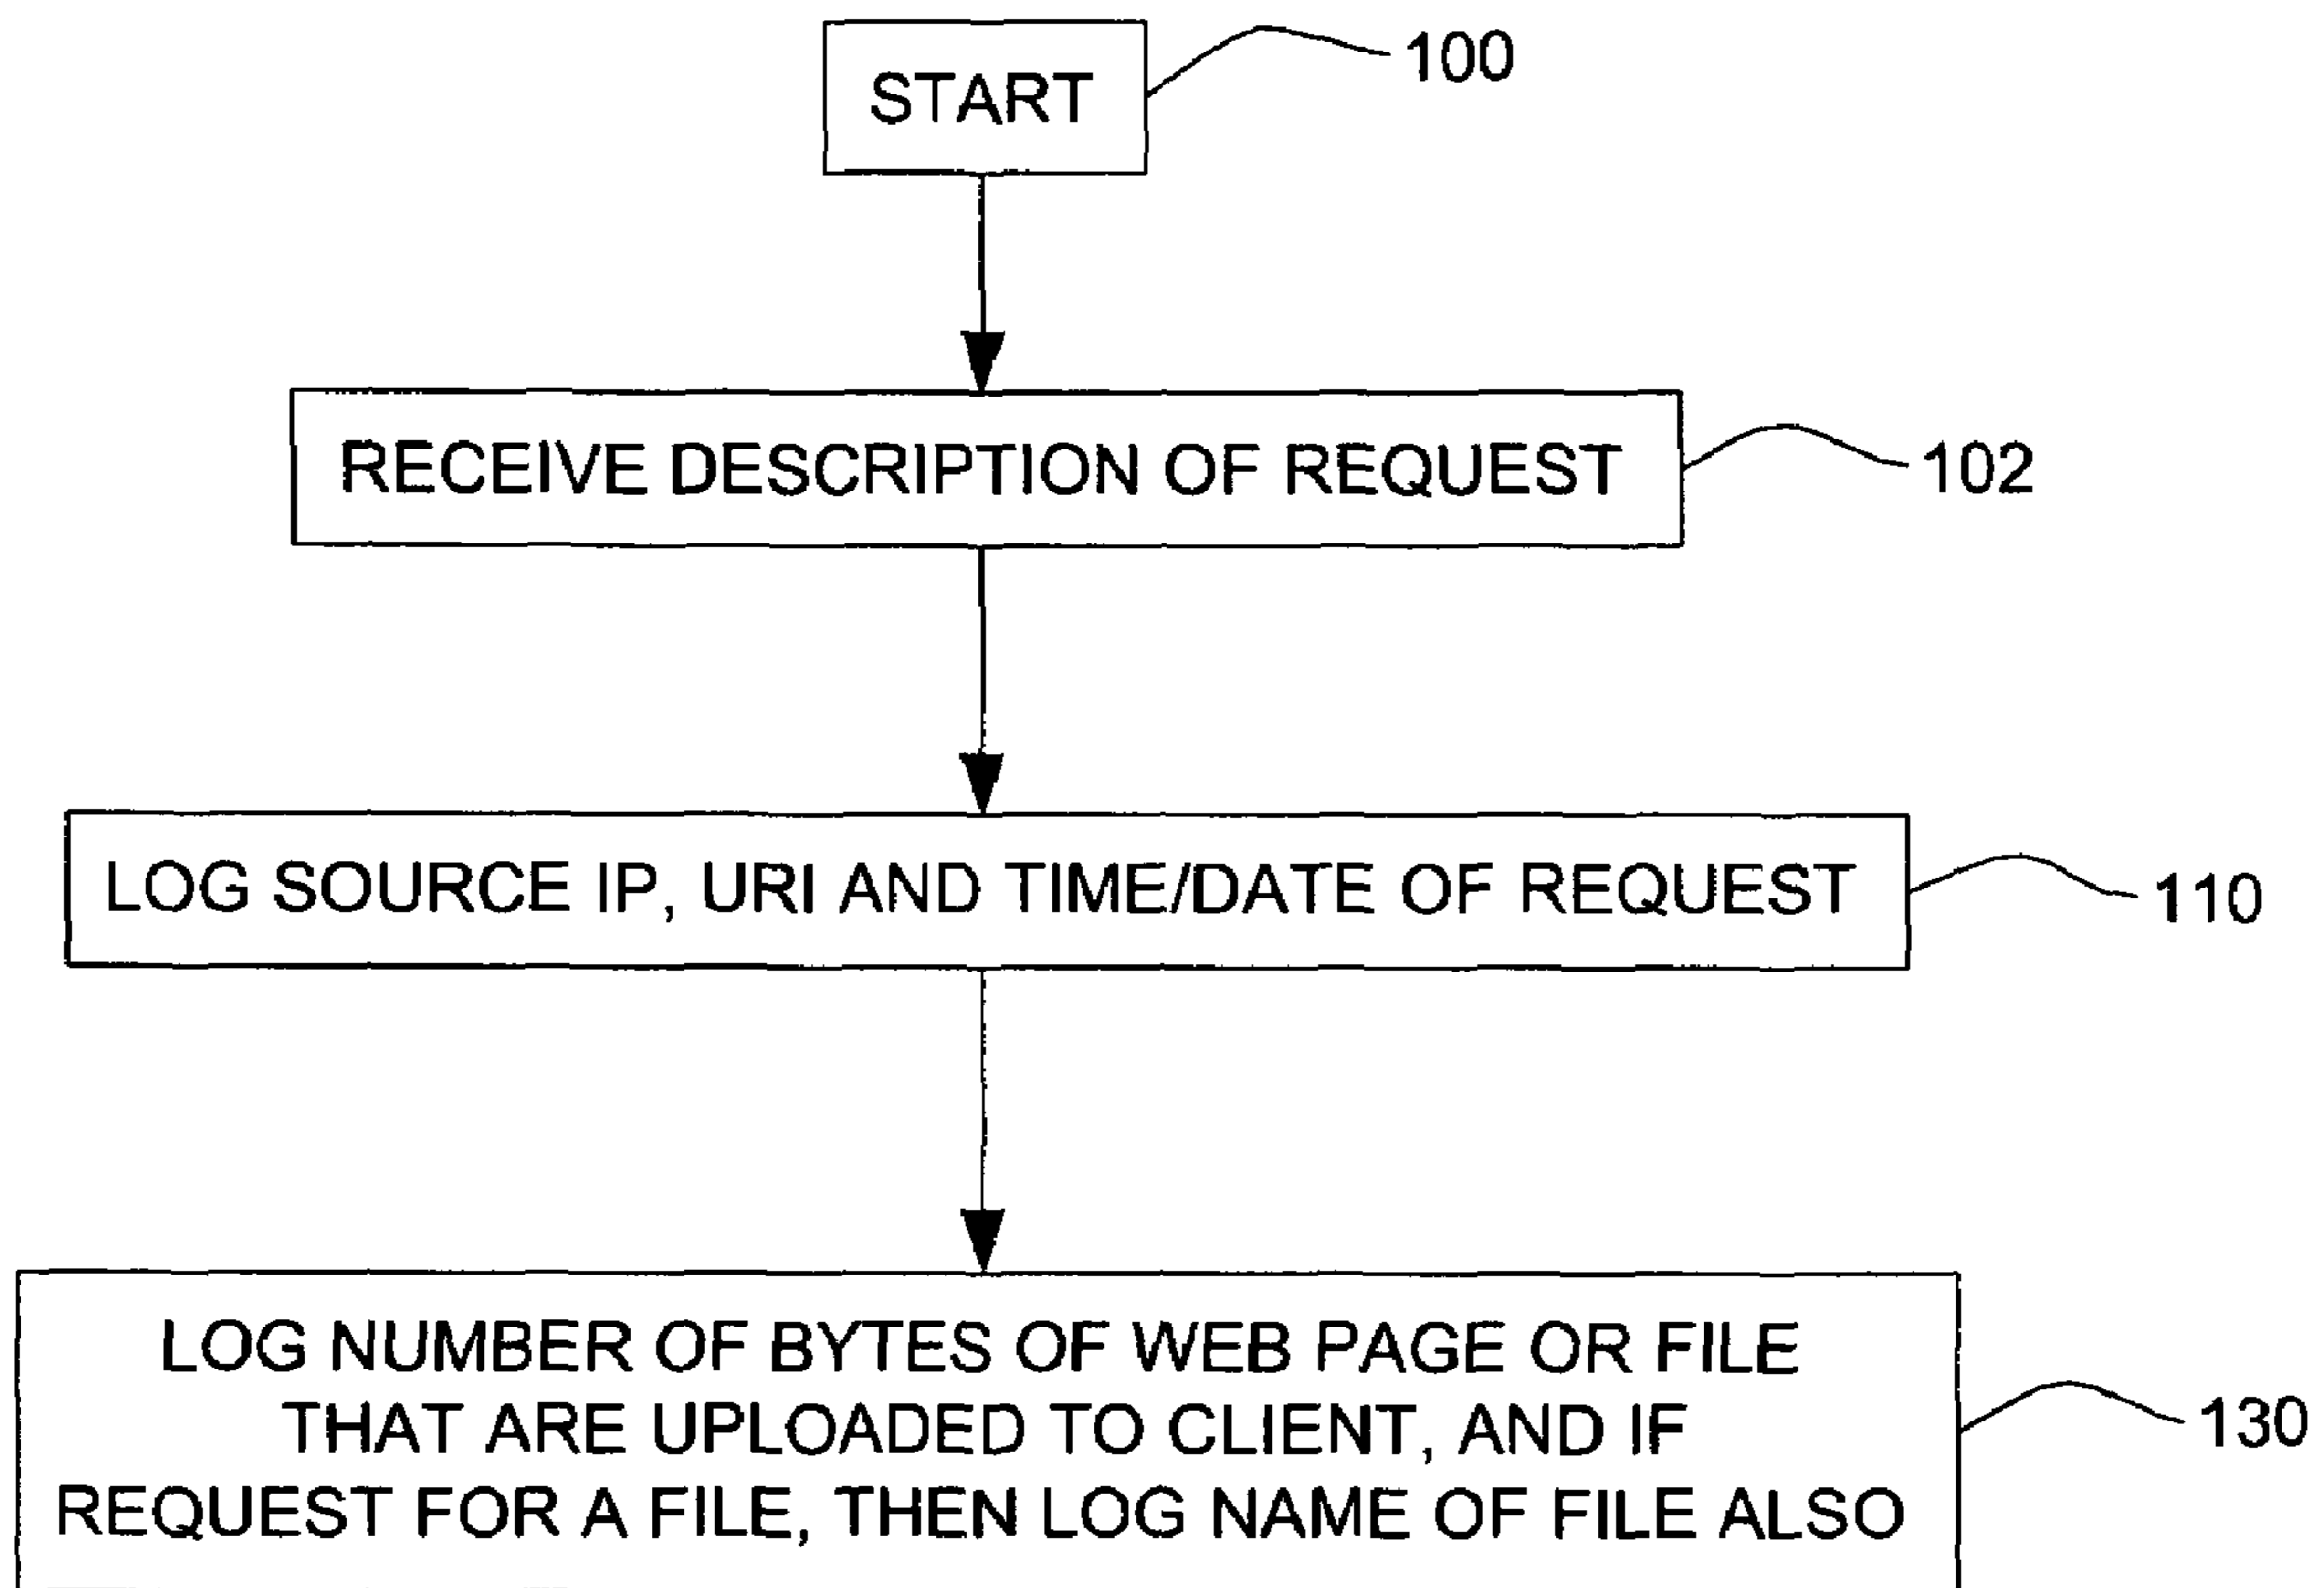 START
100
RECEIVE DESCRIPTION OF REQUEST
102
LOG SOURCE IP, URI AND TIME/DATE OF REQUEST
110
LOG NUMBER OF BYTES OF WEB PAGE OR FILE
THAT ARE UPLOADED TO CLIENT, AND IF
REQUEST FOR A FILE, THEN LOG NAME OF FILE ALSO
130